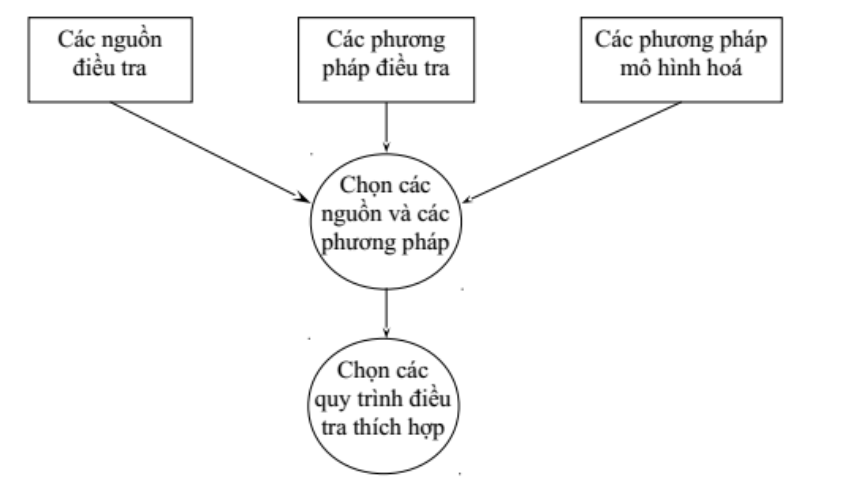 Các nguồn
điều tra
Các phương
pháp điều tra
Các phương pháp
mô hình hoá
Chọn các
nguồn và các
phương pháp
Chọn các
quy trình điều
tra thích hợp